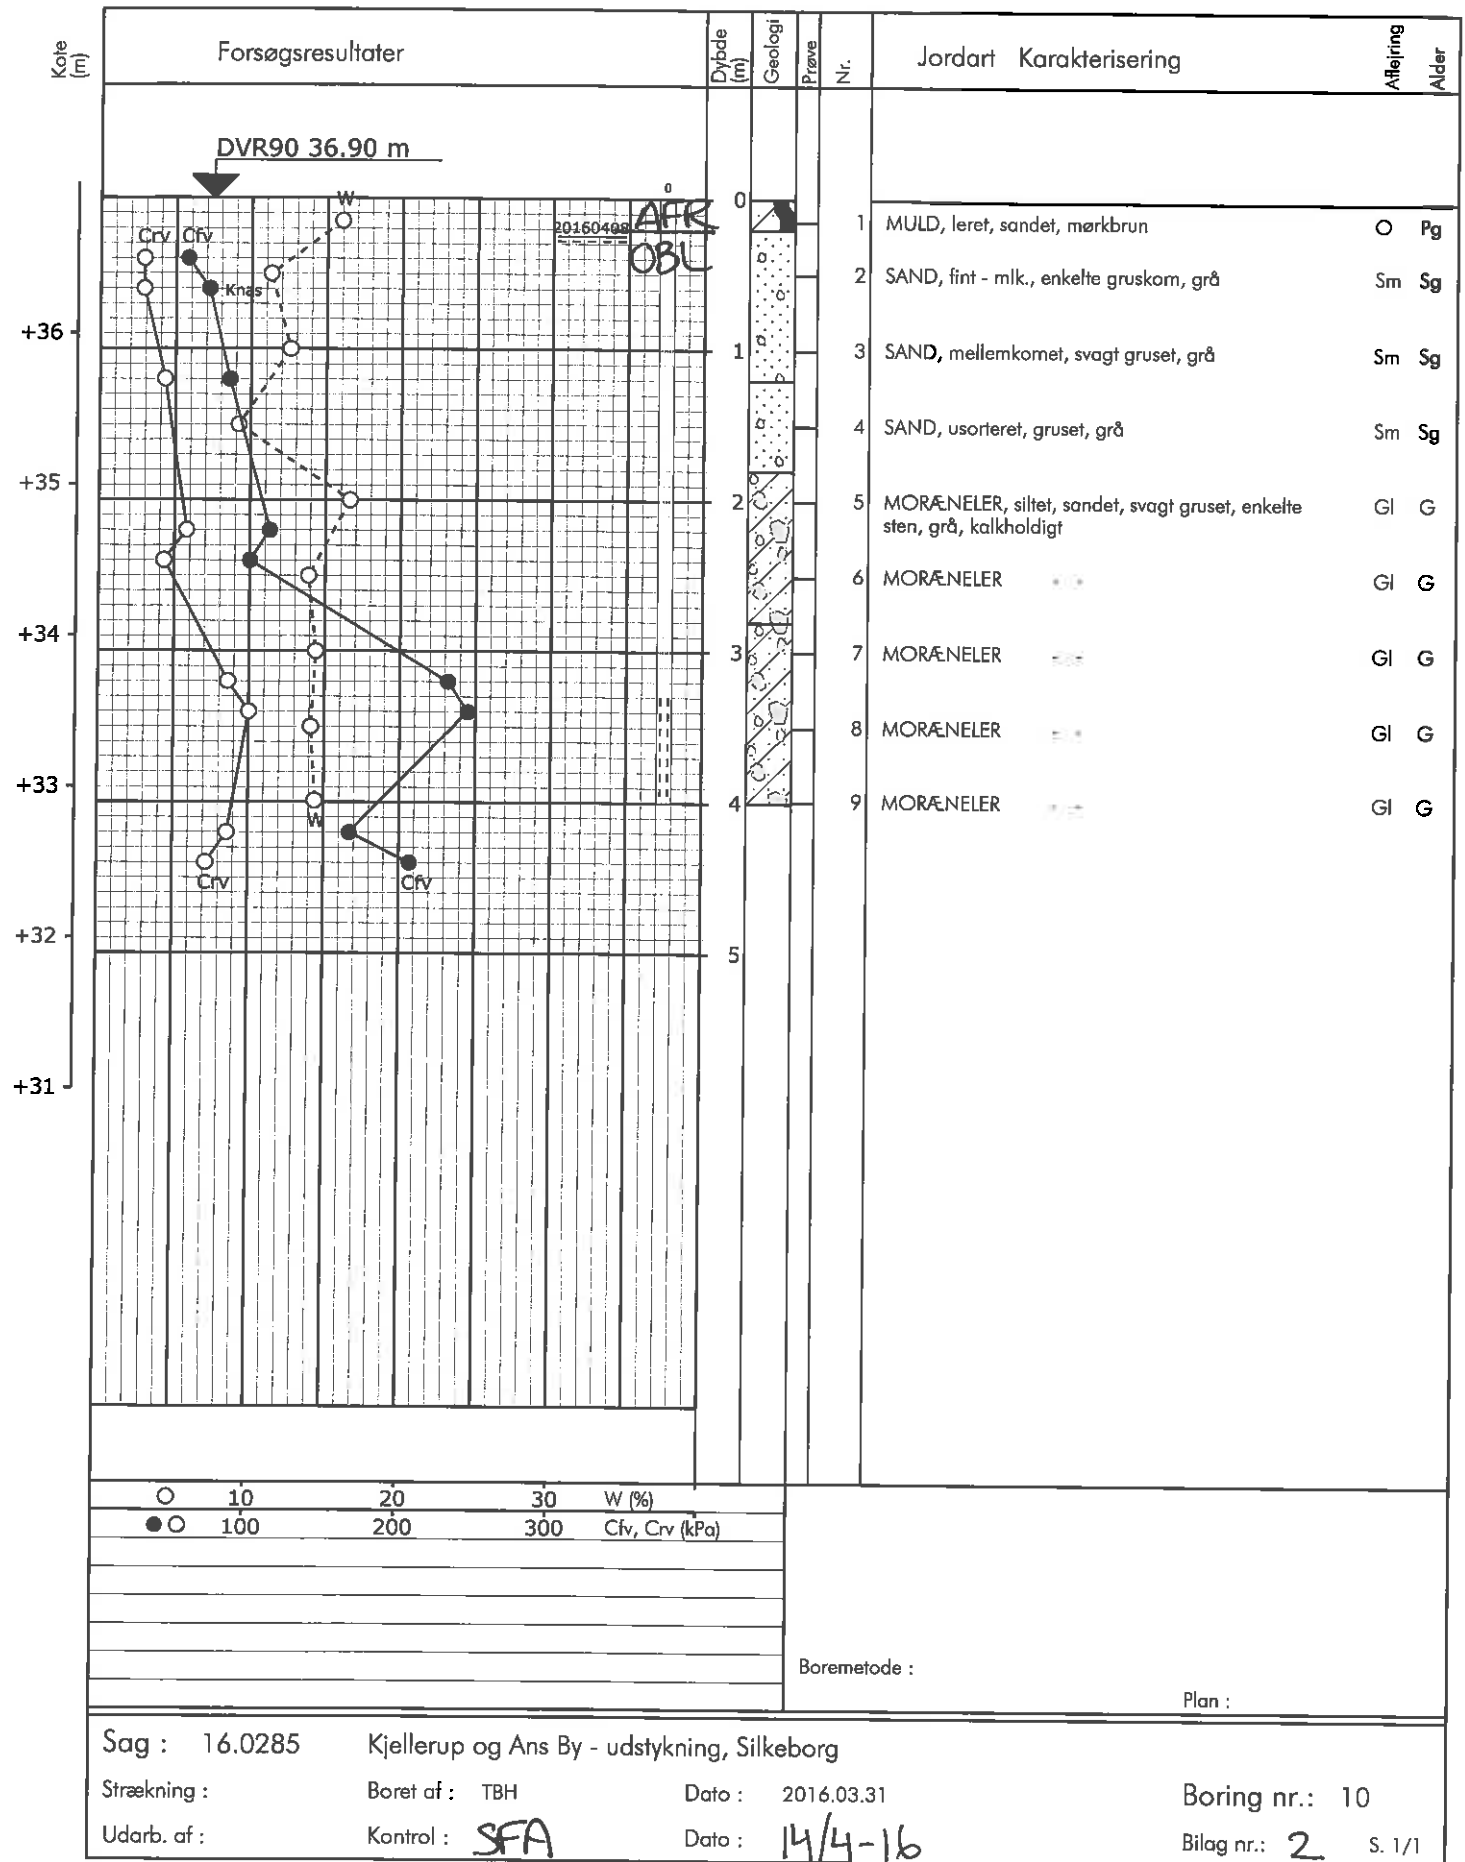 Kote (m) Forsøgsresultater Dybde (m) Geologi Prøve Nr. Jordart Karakterisering Aflejring Alder
DVR90 36.90 m
W 0 0
20160408 AFR
1 MULD, leret, sandet, mørkbrun O Pg
Crv Cfv OBL
Knas 2 SAND, fint - mlk., enkelte gruskorn, grå Sm Sg
+36 1 3 SAND, mellemkornet, svagt gruset, grå Sm Sg
4 SAND, usorteret, gruset, grå Sm Sg
+35 2 5 MORÆNELER, siltet, sandet, svagt gruset, enkelte Gl G
sten, grå, kalkholdigt
6 MORÆNELER Gl G
+34 3 7 MORÆNELER Gl G
8 MORÆNELER Gl G
+33 4 9 MORÆNELER Gl G
W
Crv Cfv
+32 5
+31
10 20 30 W (%)
100 200 300 Cfv, Crv (kPa)
Boremetode :
Plan :
Sag : 16.0285 Kjellerup og Ans By - udstykning, Silkeborg
Strækning : Boret af : TBH Dato : 2016.03.31 Boring nr.: 10
Udarb. af : Kontrol : SFA Dato : 14/4-16 Bilag nr.: 2 S. 1/1